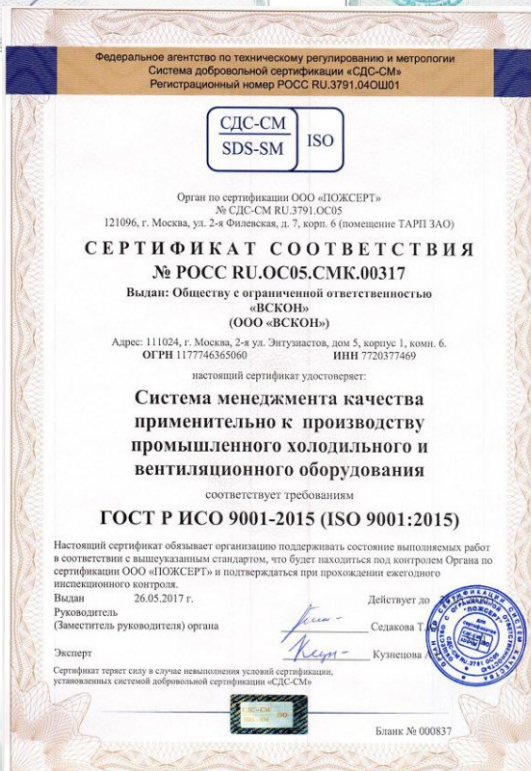 Федеральное агентство по техническому регулированию и метрологии
Система добровольной сертификации «СДС-СМ»
Регистрационный номер РОСС RU.3791.04ОШ01
СДС-СМ
SDS-SM
ISO
Орган по сертификации ООО «ПОЖСЕРТ»
№ СДС-СМ RU.3791.ОС05
121096, г. Москва, ул. 2-я Филевская, д. 7, корп. 6 (помещение ТАРП ЗАО)
СЕРТИФИКАТ СООТВЕТСТВИЯ
№ РОСС RU.ОС05.СМК.00317
Выдан: Обществу с ограниченной ответственностью
«ВСКОН»
(ООО «ВСКОН»)
Адрес: 111024, г. Москва, 2-я ул. Энтузиастов, дом 5, корпус 1, комн. 6.
ОГРН 1177746365060 ИНН 7720377469
настоящий сертификат удостоверяет:
Система менеджмента качества
применительно к производству
промышленного холодильного и
вентиляционного оборудования
соответствует требованиям
ГОСТ Р ИСО 9001-2015 (ISO 9001:2015)
Настоящий сертификат обязывает организацию поддерживать состояние выполняемых работ
в соответствии с вышеуказанным стандартом, что будет находиться под контролем Органа по
сертификации ООО «ПОЖСЕРТ» и подтверждаться при прохождении ежегодного
инспекционного контроля.
Выдан 26.05.2017 г. Действует до
Руководитель
(Заместитель руководителя) органа Седакова Т.
Эксперт Кузнецова
Сертификат теряет силу в случае невыполнения условий сертификации,
установленных системой добровольной сертификации «СДС-СМ»
СДС-СМ ISO
Бланк № 000837